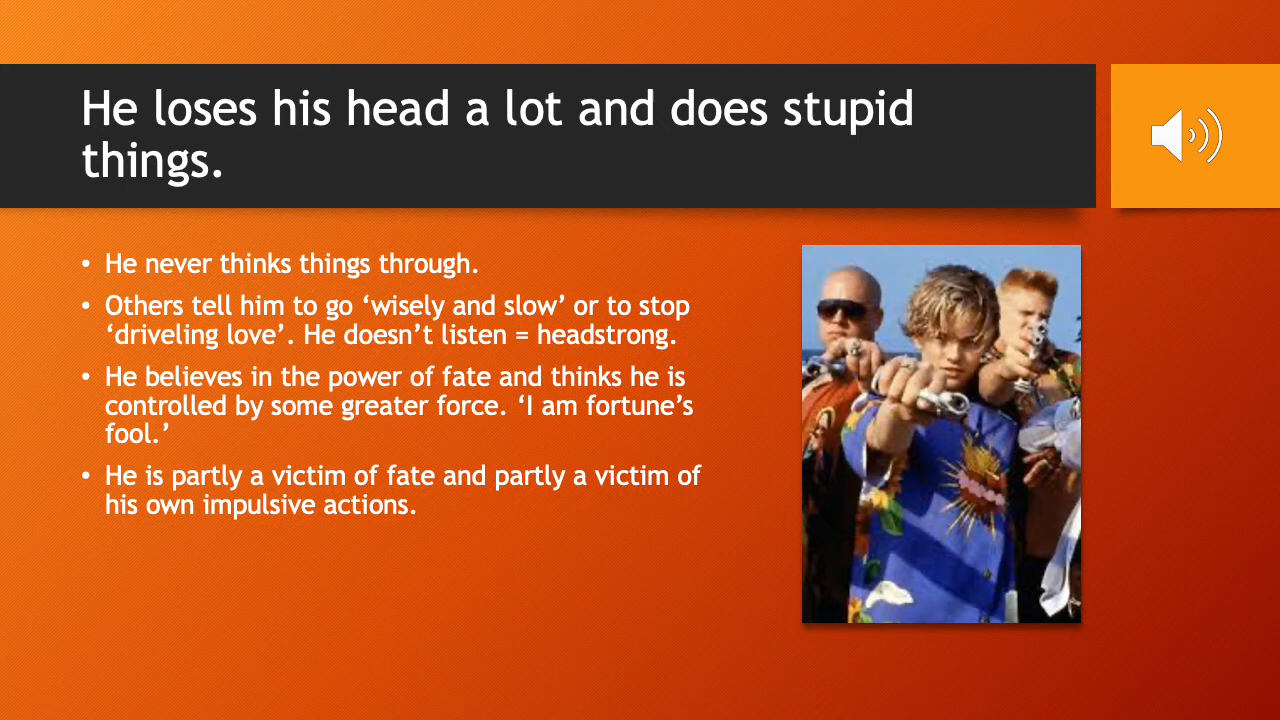 He loses his head a lot and does stupid
things.
• He never thinks things through.
• Others tell him to go ‘wisely and slow’ or to stop
‘driveling love’. He doesn’t listen = headstrong.
• He believes in the power of fate and thinks he is
controlled by some greater force. ‘I am fortune’s
fool.’
• He is partly a victim of fate and partly a victim of
his own impulsive actions.